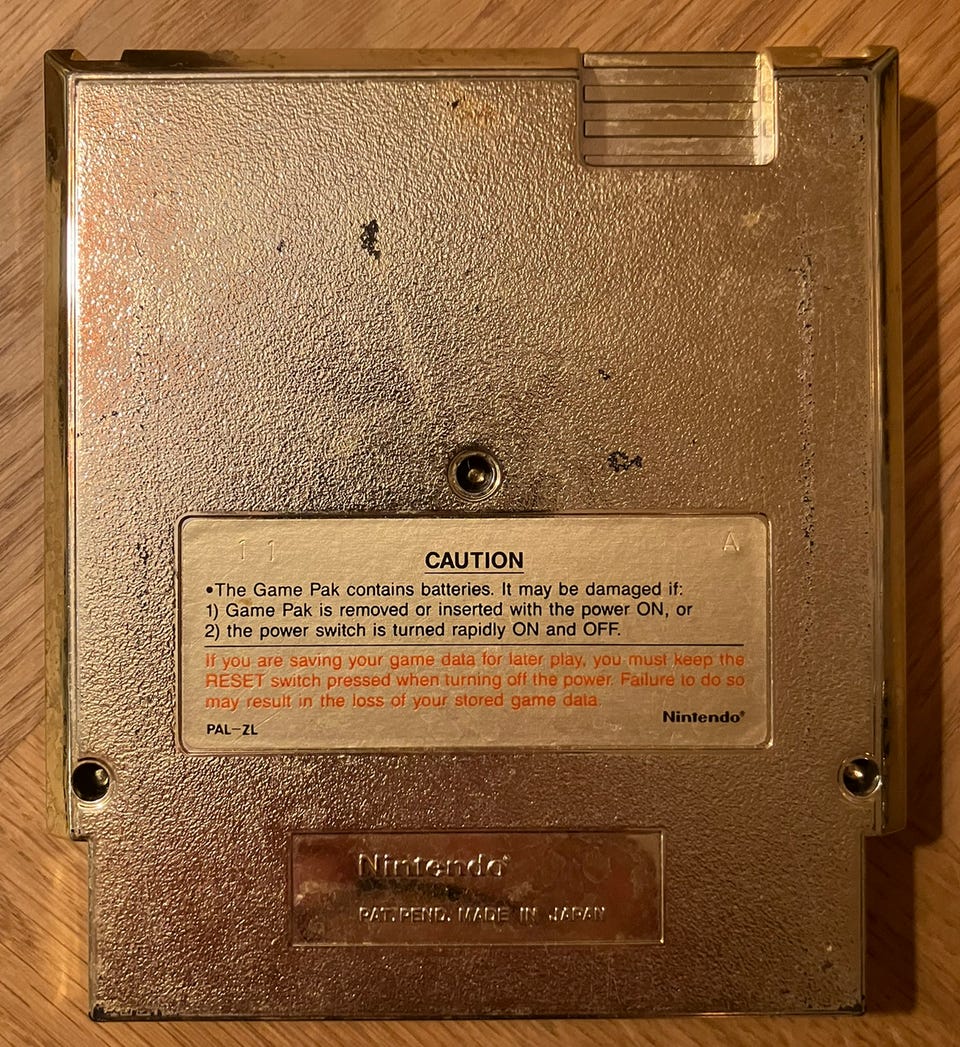 11 A
CAUTION
•The Game Pak contains batteries. It may be damaged if:
1) Game Pak is removed or inserted with the power ON, or
2) the power switch is turned rapidly ON and OFF.
If you are saving your game data for later play, you must keep the
RESET switch pressed when turning off the power. Failure to do so
may result in the loss of your stored game data.
Nintendo®
PAL-ZL
Nintendo®
PAT. PEND. MADE IN JAPAN